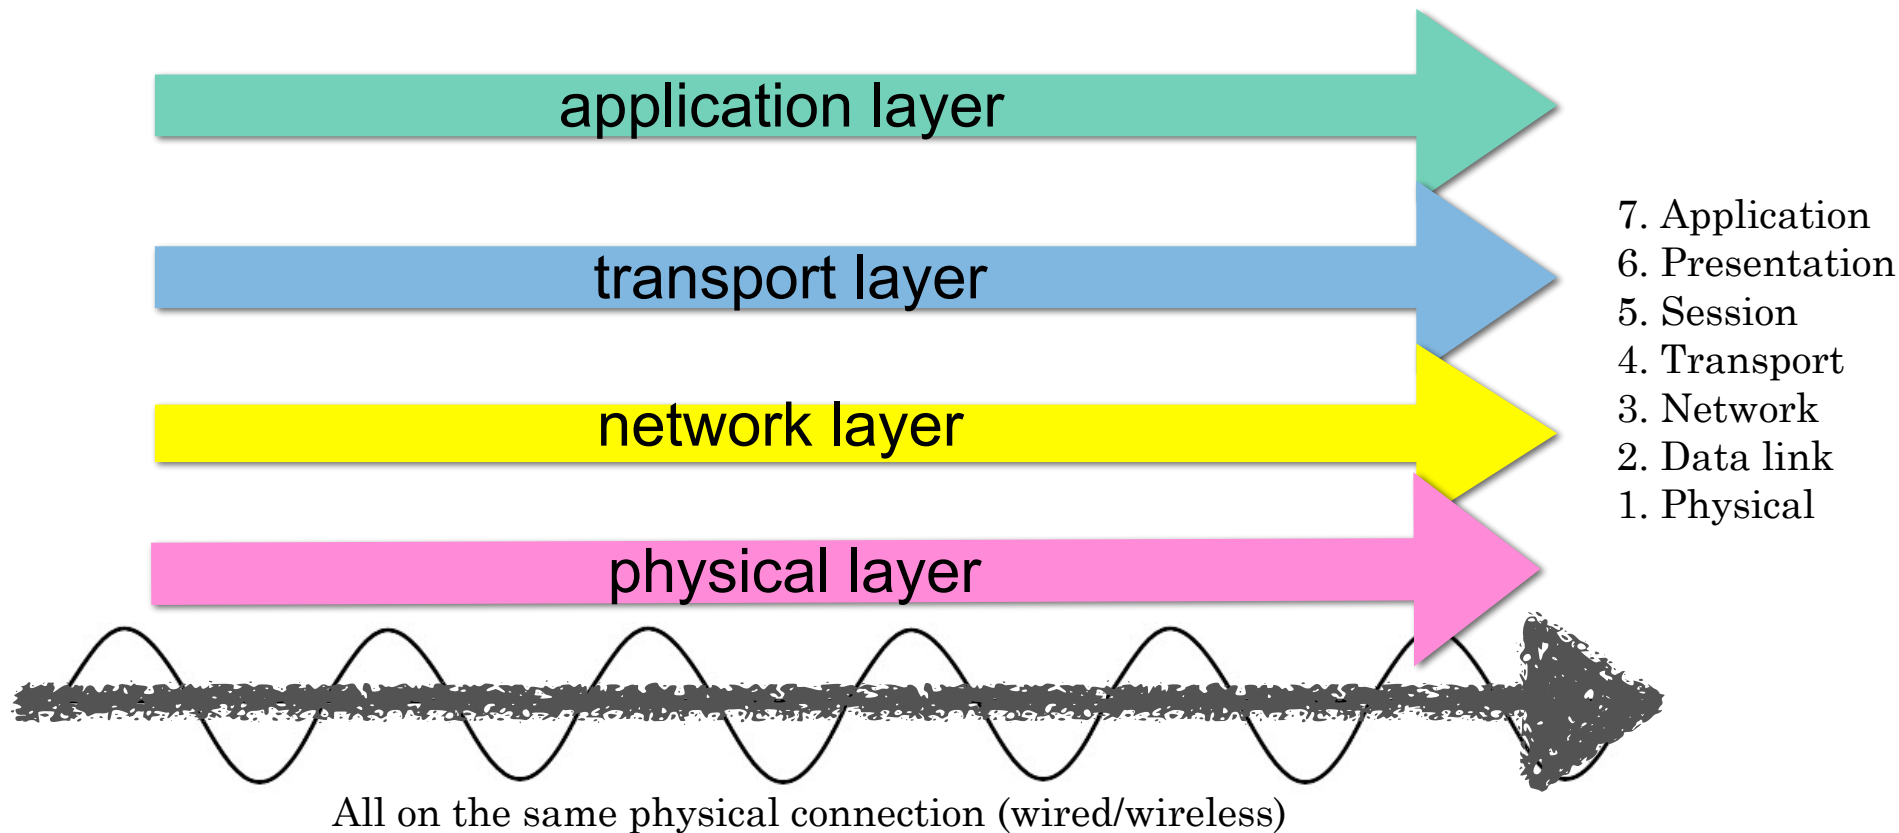 application layer
transport layer
network layer
physical layer
7. Application
6. Presentation
5. Session
4. Transport
3. Network
2. Data link
1. Physical
All on the same physical connection (wired/wireless)